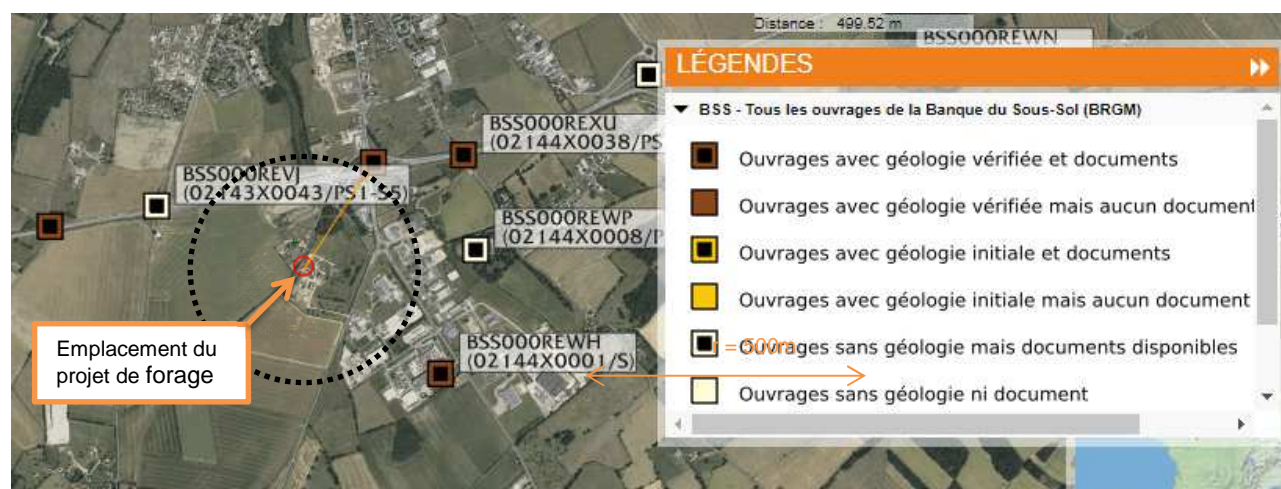 Distance : 499.52 m
BSS000REWN
LÉGENDES
BSS - Tous les ouvrages de la Banque du Sous-Sol (BRGM)
Ouvrages avec géologie vérifiée et documents
Ouvrages avec géologie vérifiée mais aucun document
Ouvrages avec géologie initiale et documents
Ouvrages avec géologie initiale mais aucun document
Ouvrages sans géologie mais documents disponibles
r = 500m
Ouvrages sans géologie ni document
BSS000REXU
(02144X0038/PS
BSS000REVJ
(02143X0043/PS1-S5)
BSS000REWP
(02144X0008/P
BSS000REWH
(02144X0001/S)
Emplacement du
projet de forage